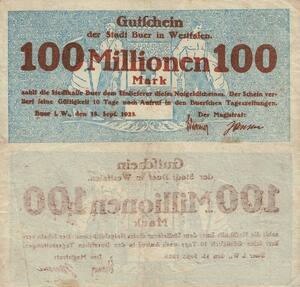 Gutschein
der Stadt Buer in Westfalen.
100 Millionen 100
Mark
zahlt die Stadtkasse Buer dem Einlieferer dieses Notgeldscheines. Der Schein ver-
liert seine Gültigkeit 10 Tage nach Aufruf in den Buerschen Tageszeitungen.
Buer i. W., den 15. Sept. 1923.
Der Magistrat:
Gutschein
der Stadt Buer in Westfalen.
100 Millionen 100
Mark